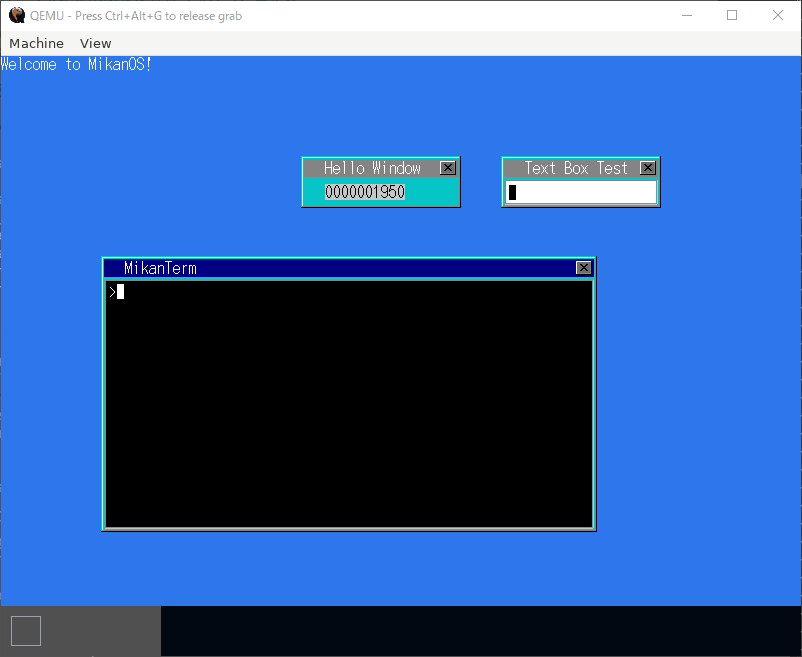 QEMU - Press Ctrl+Alt+G to release grab
Machine View
Welcome to MikanOS!
Hello Window
0000001950
Text Box Test
MikanTerm
>